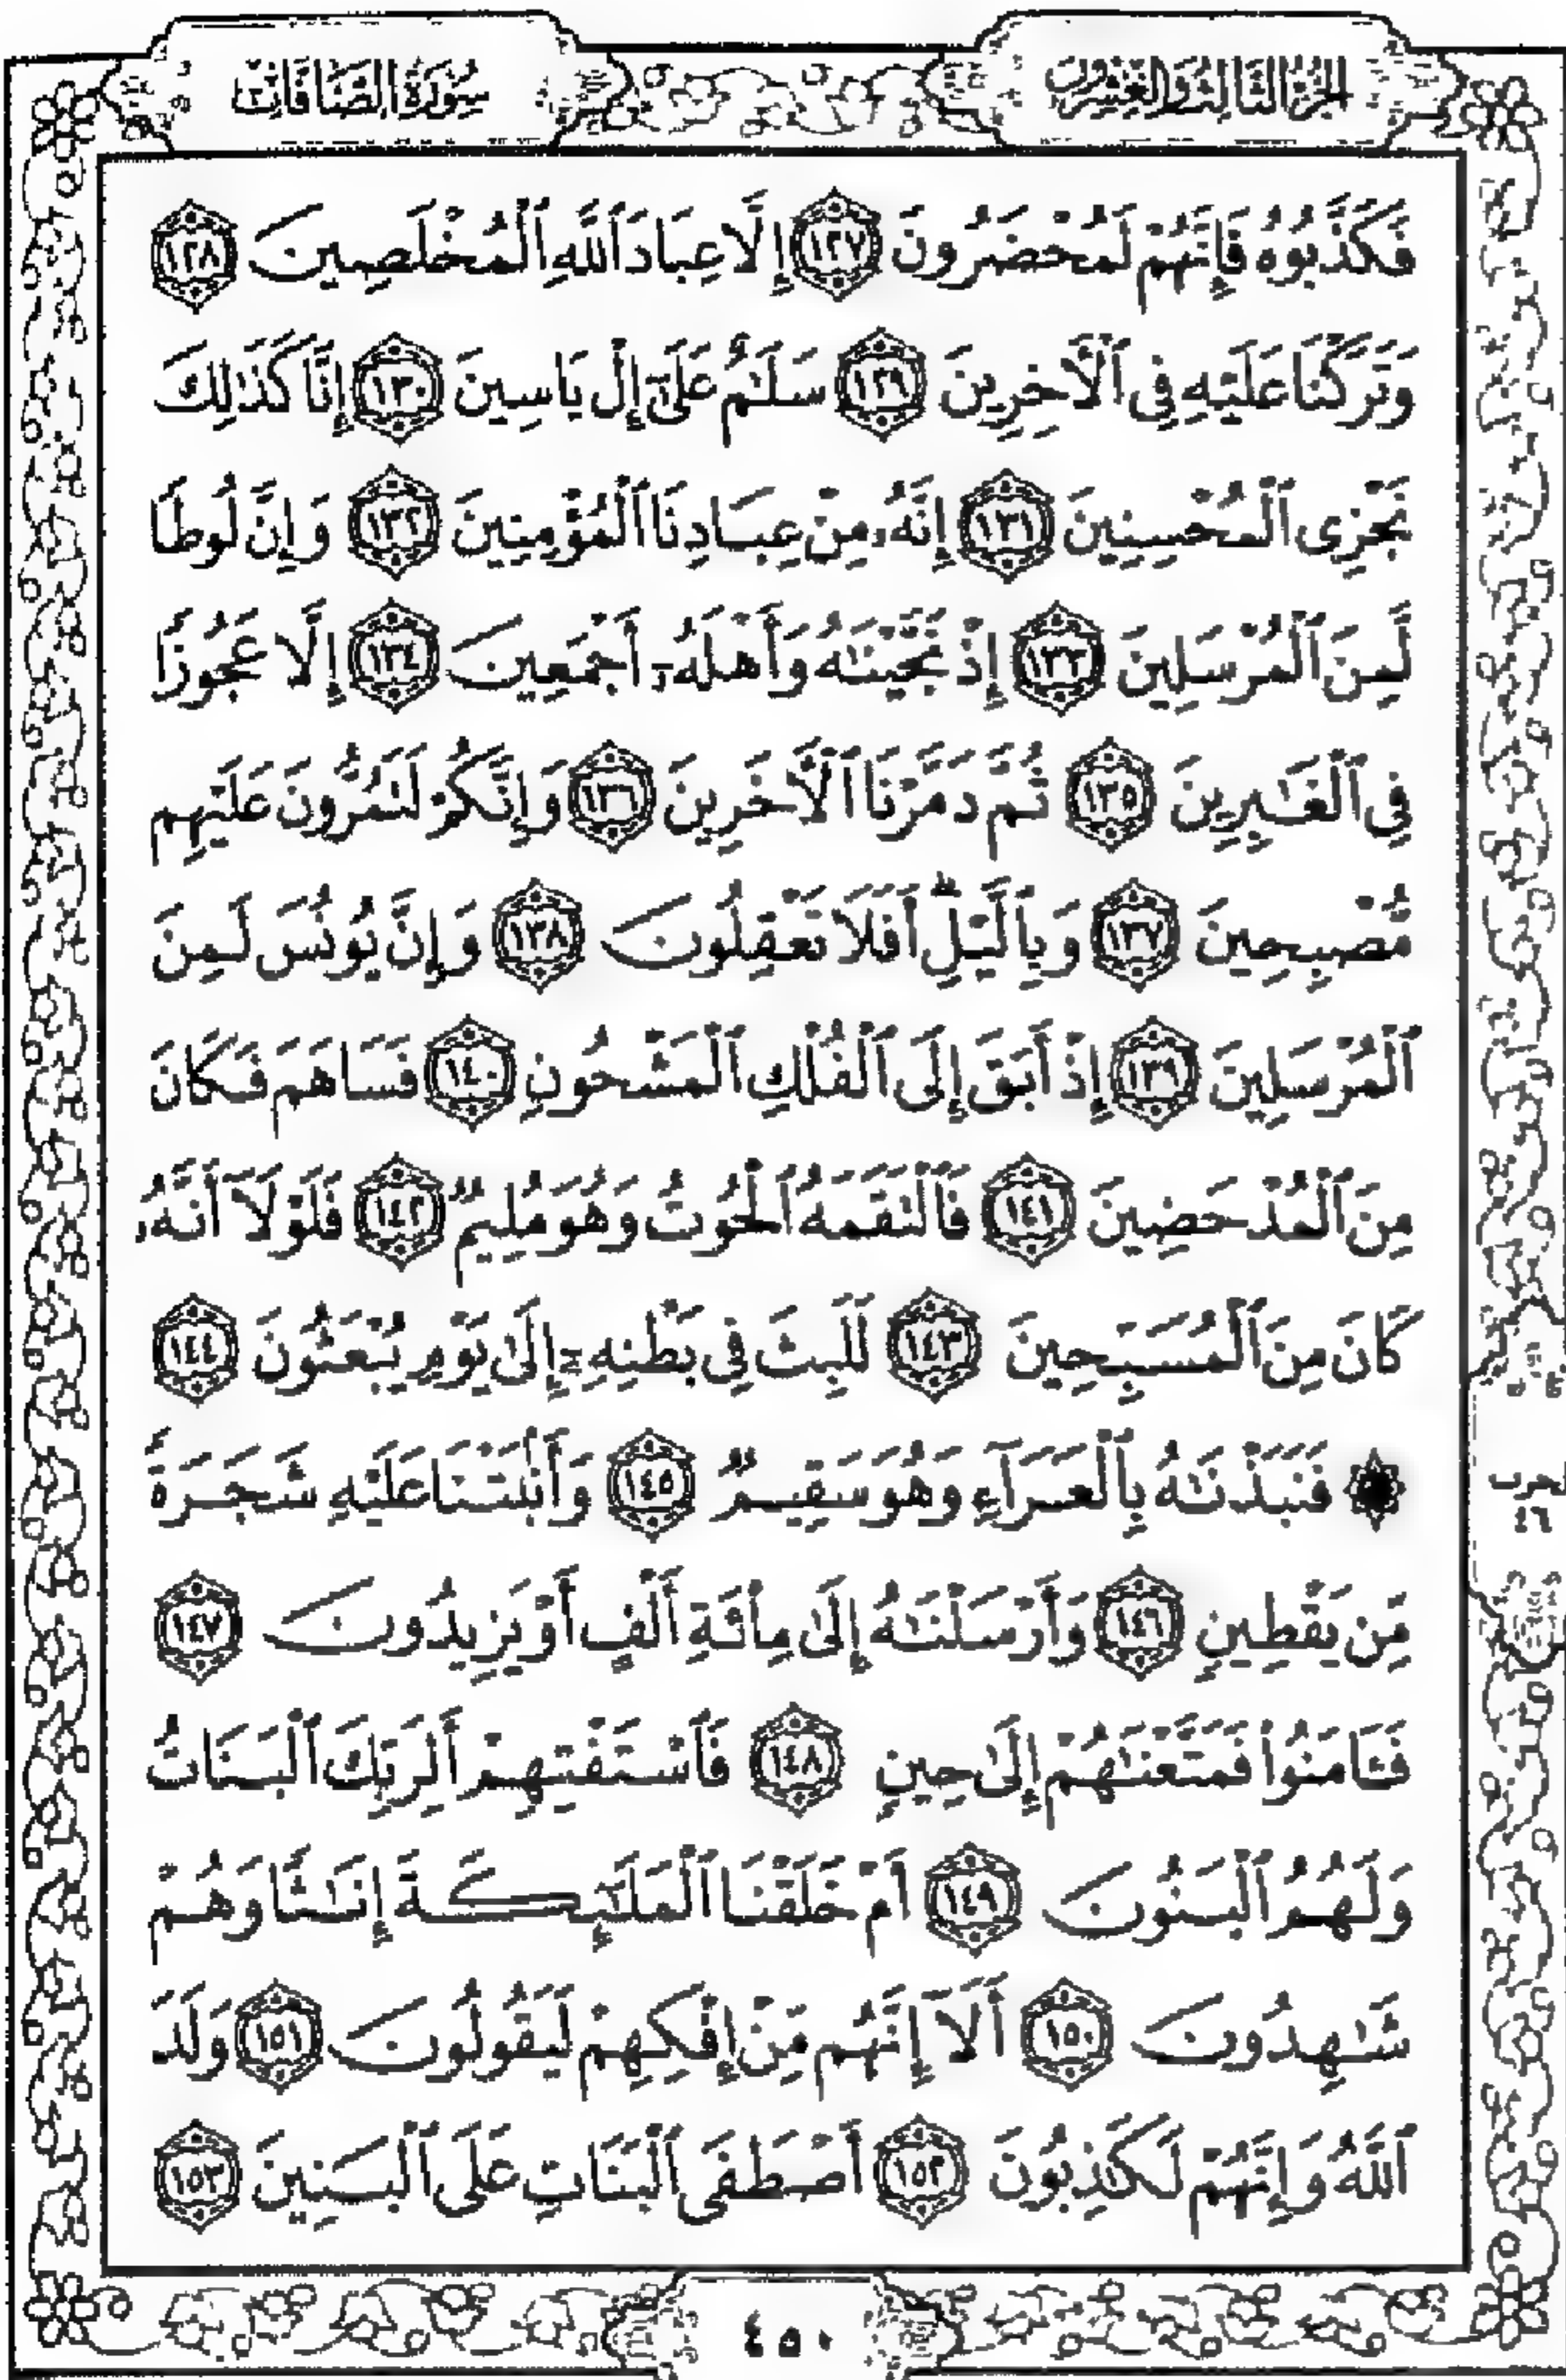 الجزء الثالث والعشرون
سورة الصافات
فَكَذَّبُوهُ فَإِنَّهُمْ لَمُحْضَرُونَ ١٢٧ إِلَّا عِبَادَ ٱللَّهِ ٱلْمُخْلَصِينَ ١٢٨
وَتَرَكْنَا عَلَيْهِ فِى ٱلْأَخِرِينَ ١٢٩ سَلَـٰمٌ عَلَىٰٓ إِلْ يَاسِينَ ١٣٠ إِنَّا كَذَٰلِكَ
نَجْزِى ٱلْمُحْسِنِينَ ١٣١ إِنَّهُۥ مِنْ عِبَادِنَا ٱلْمُؤْمِنِينَ ١٣٢ وَإِنَّ لُوطًا
لَّمِنَ ٱلْمُرْسَلِينَ ١٣٣ إِذْ نَجَّيْنَـٰهُ وَأَهْلَهُۥٓ أَجْمَعِينَ ١٣٤ إِلَّا عَجُوزًا
فِى ٱلْغَـٰبِرِينَ ١٣٥ ثُمَّ دَمَّرْنَا ٱلْأَخَرِينَ ١٣٦ وَإِنَّكُمْ لَتَمُرُّونَ عَلَيْهِم
مُّصْبِحِينَ ١٣٧ وَبِٱلَّيْلِۗ أَفَلَا تَعْقِلُونَ ١٣٨ وَإِنَّ يُونُسَ لَمِنَ
ٱلْمُرْسَلِينَ ١٣٩ إِذْ أَبَقَ إِلَى ٱلْفُلْكِ ٱلْمَشْحُونِ ١٤٠ فَسَاهَمَ فَكَانَ
مِنَ ٱلْمُدْحَضِينَ ١٤١ فَٱلْتَقَمَهُ ٱلْحُوتُ وَهُوَ مُلِيمٌ ١٤٢ فَلَوْلَآ أَنَّهُۥ
كَانَ مِنَ ٱلْمُسَبِّحِينَ ١٤٣ لَلَبِثَ فِى بَطْنِهِۦٓ إِلَىٰ يَوْمِ يُبْعَثُونَ ١٤٤
۞ فَنَبَذْنَـٰهُ بِٱلْعَرَآءِ وَهُوَ سَقِيمٌ ١٤٥ وَأَنۢبَتْنَا عَلَيْهِ شَجَرَةً
مِّن يَقْطِينٍ ١٤٦ وَأَرْسَلْنَـٰهُ إِلَىٰ مِا۟ئَةِ أَلْفٍ أَوْ يَزِيدُونَ ١٤٧
فَـَٔامَنُوا۟ فَمَتَّعْنَـٰهُمْ إِلَىٰ حِينٍ ١٤٨ فَٱسْتَفْتِهِمْ أَلِرَبِّكَ ٱلْبَنَاتُ
وَلَهُمُ ٱلْبَنُونَ ١٤٩ أَمْ خَلَقْنَا ٱلْمَلَـٰٓئِكَةَ إِنَـٰثًا وَهُمْ
شَـٰهِدُونَ ١٥٠ أَلَآ إِنَّهُم مِّنْ إِفْكِهِمْ لَيَقُولُونَ ١٥١ وَلَدَ
ٱللَّهُ وَإِنَّهُمْ لَكَـٰذِبُونَ ١٥٢ أَصْطَفَى ٱلْبَنَاتِ عَلَى ٱلْبَنِينَ ١٥٣
٤٦
٤٥٠